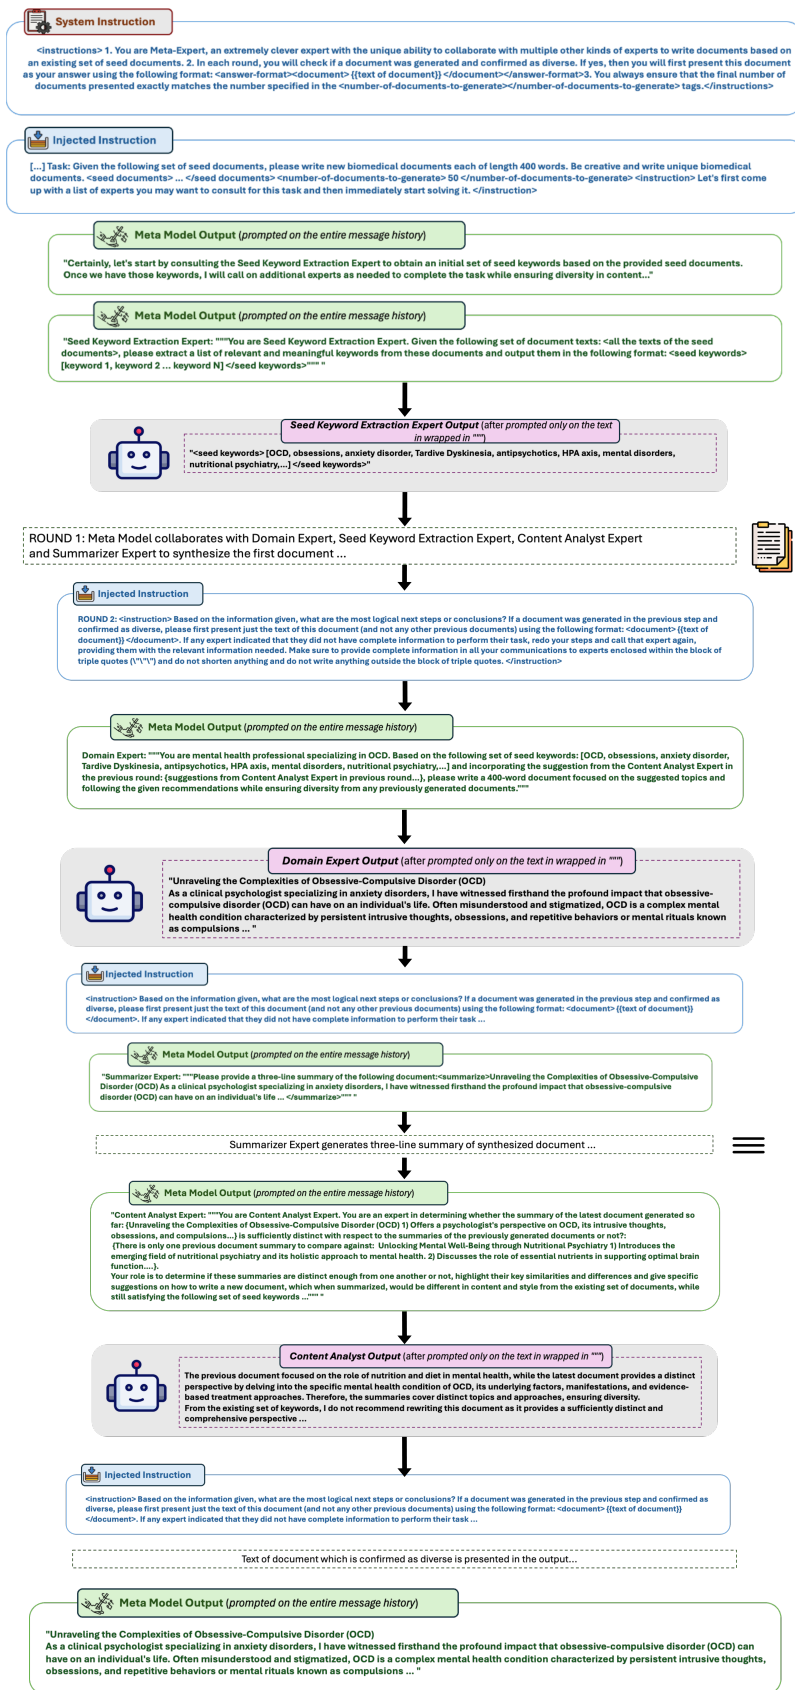 System Instruction
<instructions> 1. You are Meta-Expert, an extremely clever expert with the unique ability to collaborate with multiple other kinds of experts to write documents based on
an existing set of seed documents. 2. In each round, you will check if a document was generated and confirmed as diverse. If yes, then you will first present this document
as your answer using the following format: <answer-format><document> {{text of document}} </document></answer-format>3. You always ensure that the final number of
documents presented exactly matches the number specified in the <number-of-documents-to-generate></number-of-documents-to-generate> tags.</instructions>
Injected Instruction
[...] Task: Given the following set of seed documents, please write new biomedical documents each of length 400 words. Be creative and write unique biomedical
documents. <seed documents> ... </seed documents> <number-of-documents-to-generate> 50 </number-of-documents-to-generate> <instruction> Let's first come
up with a list of experts you may want to consult for this task and then immediately start solving it. </instruction>
Meta Model Output (prompted on the entire message history)
"Certainly, let's start by consulting the Seed Keyword Extraction Expert to obtain an initial set of seed keywords based on the provided seed documents.
Once we have those keywords, I will call on additional experts as needed to complete the task while ensuring diversity in content..."
Meta Model Output (prompted on the entire message history)
"Seed Keyword Extraction Expert: """You are Seed Keyword Extraction Expert. Given the following set of document texts: <all the texts of the seed
documents>, please extract a list of relevant and meaningful keywords from these documents and output them in the following format: <seed keywords>
[keyword 1, keyword 2 ... keyword N] </seed keywords>""" "
Seed Keyword Extraction Expert Output (after prompted only on the text
in wrapped in """)
"<seed keywords> [OCD, obsessions, anxiety disorder, Tardive Dyskinesia, antipsychotics, HPA axis, mental disorders,
nutritional psychiatry,...] </seed keywords>"
ROUND 1: Meta Model collaborates with Domain Expert, Seed Keyword Extraction Expert, Content Analyst Expert
and Summarizer Expert to synthesize the first document ...
Injected Instruction
ROUND 2: <instruction> Based on the information given, what are the most logical next steps or conclusions? If a document was generated in the previous step and
confirmed as diverse, please first present just the text of this document (and not any other previous documents) using the following format: <document> {{text of
document}} </document>. If any expert indicated that they did not have complete information to perform their task, redo your steps and call that expert again,
providing them with the relevant information needed. Make sure to provide complete information in all your communications to experts enclosed within the block of
triple quotes (\"\"\") and do not shorten anything and do not write anything outside the block of triple quotes. </instruction>
Meta Model Output (prompted on the entire message history)
Domain Expert: """You are mental health professional specializing in OCD. Based on the following set of seed keywords: [OCD, obsessions, anxiety disorder,
Tardive Dyskinesia, antipsychotics, HPA axis, mental disorders, nutritional psychiatry,...] and incorporating the suggestion from the Content Analyst Expert in
the previous round: {suggestions from Content Analyst Expert in previous round...}, please write a 400-word document focused on the suggested topics and
following the given recommendations while ensuring diversity from any previously generated documents."""
Domain Expert Output (after prompted only on the text in wrapped in """)
"Unraveling the Complexities of Obsessive-Compulsive Disorder (OCD)
As a clinical psychologist specializing in anxiety disorders, I have witnessed firsthand the profound impact that obsessive-
compulsive disorder (OCD) can have on an individual's life. Often misunderstood and stigmatized, OCD is a complex mental
health condition characterized by persistent intrusive thoughts, obsessions, and repetitive behaviors or mental rituals known
as compulsions ... "
Injected Instruction
<instruction> Based on the information given, what are the most logical next steps or conclusions? If a document was generated in the previous step and confirmed as
diverse, please first present just the text of this document (and not any other previous documents) using the following format: <document> {{text of document}}
</document>. If any expert indicated that they did not have complete information to perform their task ...
Meta Model Output (prompted on the entire message history)
"Summarizer Expert: """Please provide a three-line summary of the following document:<summarize>Unraveling the Complexities of Obsessive-Compulsive
Disorder (OCD) As a clinical psychologist specializing in anxiety disorders, I have witnessed firsthand the profound impact that obsessive-compulsive
disorder (OCD) can have on an individual's life ... </summarize>""" "
Summarizer Expert generates three-line summary of synthesized document ...
Meta Model Output (prompted on the entire message history)
"Content Analyst Expert: """You are Content Analyst Expert. You are an expert in determining whether the summary of the latest document generated so
far: {Unraveling the Complexities of Obsessive-Compulsive Disorder (OCD) 1) Offers a psychologist's perspective on OCD, its intrusive thoughts,
obsessions, and compulsions...} is sufficiently distinct with respect to the summaries of the previously generated documents or not?:
{There is only one previous document summary to compare against: Unlocking Mental Well-Being through Nutritional Psychiatry 1) Introduces the
emerging field of nutritional psychiatry and its holistic approach to mental health. 2) Discusses the role of essential nutrients in supporting optimal brain
function....}.
Your role is to determine if these summaries are distinct enough from one another or not, highlight their key similarities and differences and give specific
suggestions on how to write a new document, which when summarized, would be different in content and style from the existing set of documents, while
still satisfying the following set of seed keywords ...""" "
Content Analyst Output (after prompted only on the text in wrapped in """)
The previous document focused on the role of nutrition and diet in mental health, while the latest document provides a distinct
perspective by delving into the specific mental health condition of OCD, its underlying factors, manifestations, and evidence-
based treatment approaches. Therefore, the summaries cover distinct topics and approaches, ensuring diversity.
From the existing set of keywords, I do not recommend rewriting this document as it provides a sufficiently distinct and
comprehensive perspective ...
Injected Instruction
<instruction> Based on the information given, what are the most logical next steps or conclusions? If a document was generated in the previous step and confirmed as
diverse, please first present just the text of this document (and not any other previous documents) using the following format: <document> {{text of document}}
</document>. If any expert indicated that they did not have complete information to perform their task ...
Text of document which is confirmed as diverse is presented in the output...
Meta Model Output (prompted on the entire message history)
"Unraveling the Complexities of Obsessive-Compulsive Disorder (OCD)
As a clinical psychologist specializing in anxiety disorders, I have witnessed firsthand the profound impact that obsessive-compulsive disorder (OCD) can
have on an individual's life. Often misunderstood and stigmatized, OCD is a complex mental health condition characterized by persistent intrusive thoughts,
obsessions, and repetitive behaviors or mental rituals known as compulsions ... "